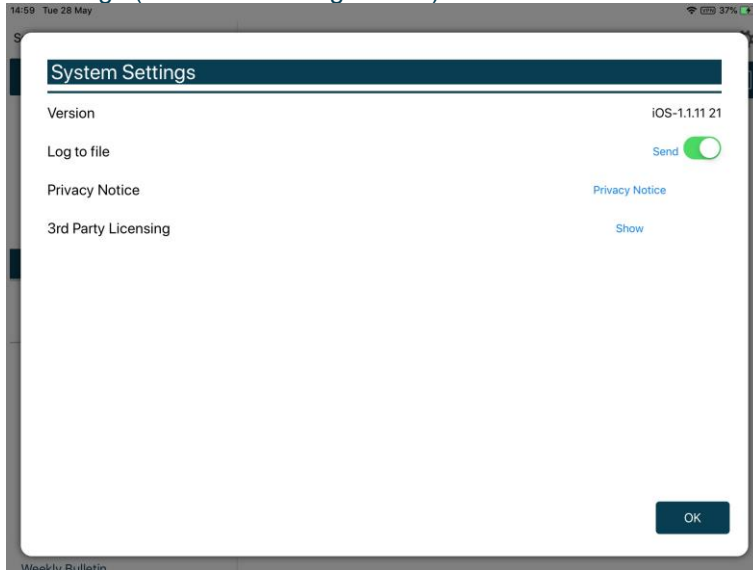 14:59 Tue 28 May
VPN 37%
System Settings
Version
iOS-1.1.11 21
Log to file
Send
Privacy Notice
Privacy Notice
3rd Party Licensing
Show
OK
Weekly Bulletin